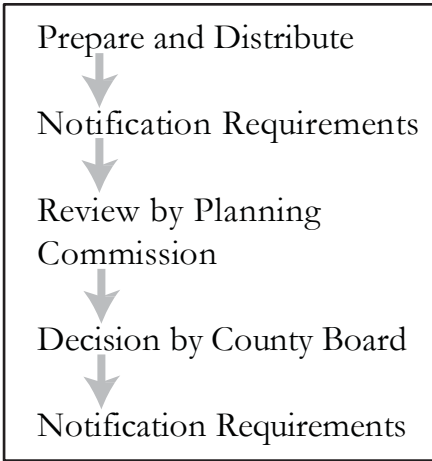 Prepare and Distribute
Notification Requirements
Review by Planning
Commission
Decision by County Board
Notification Requirements